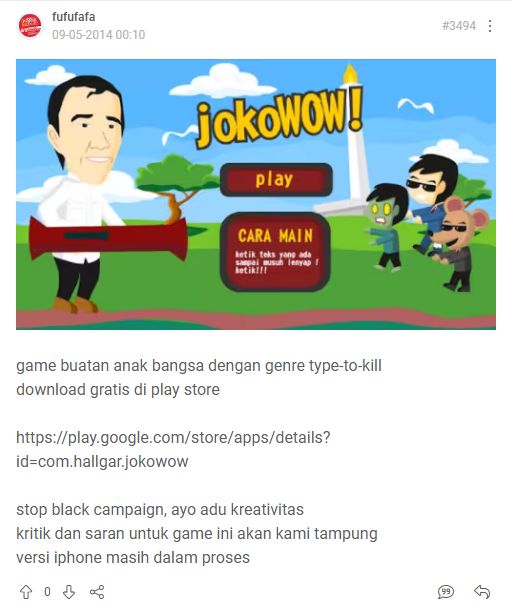 fufufafa
09-05-2014 00:10
#3494
jokoWOW!
play
CARA MAIN
ketik teks yang ada
sampai musuh lenyap !
ketik!!!
game buatan anak bangsa dengan genre type-to-kill
download gratis di play store
https://play.google.com/store/apps/details?
id=com.hallgar.jokowow
stop black campaign, ayo adu kreativitas
kritik dan saran untuk game ini akan kami tampung
versi iphone masih dalam proses
0